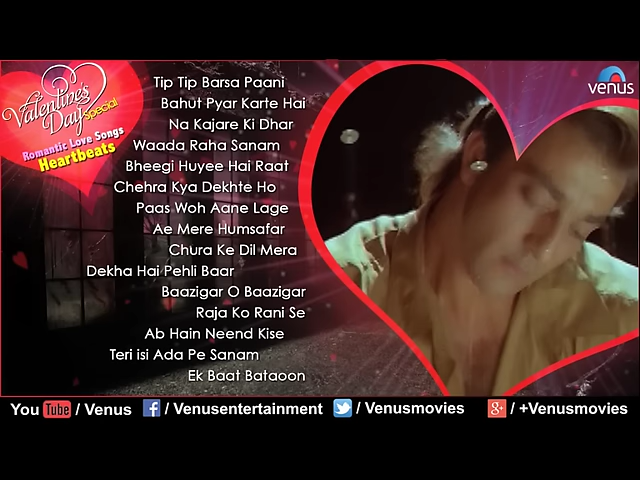 Valentines
Day Special
Romantic Love Songs
Heartbeats
venus
Tip Tip Barsa Paani
Bahut Pyar Karte Hai
Na Kajare Ki Dhar
Waada Raha Sanam
Bheegi Huyee Hai Raat
Chehra Kya Dekhte Ho
Paas Woh Aane Lage
Ae Mere Humsafar
Chura Ke Dil Mera
Dekha Hai Pehli Baar
Baazigar O Baazigar
Raja Ko Rani Se
Ab Hain Neend Kise
Teri isi Ada Pe Sanam
Ek Baat Bataoon
You Tube / Venus f / Venusentertainment / Venusmovies g+ / +Venusmovies